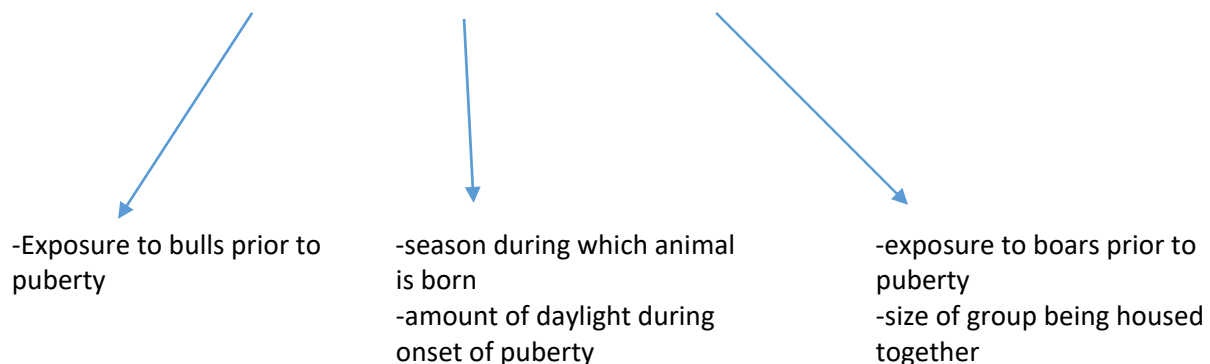 -Exposure to bulls prior to
puberty
-season during which animal
is born
-amount of daylight during
onset of puberty
-exposure to boars prior to
puberty
-size of group being housed
together